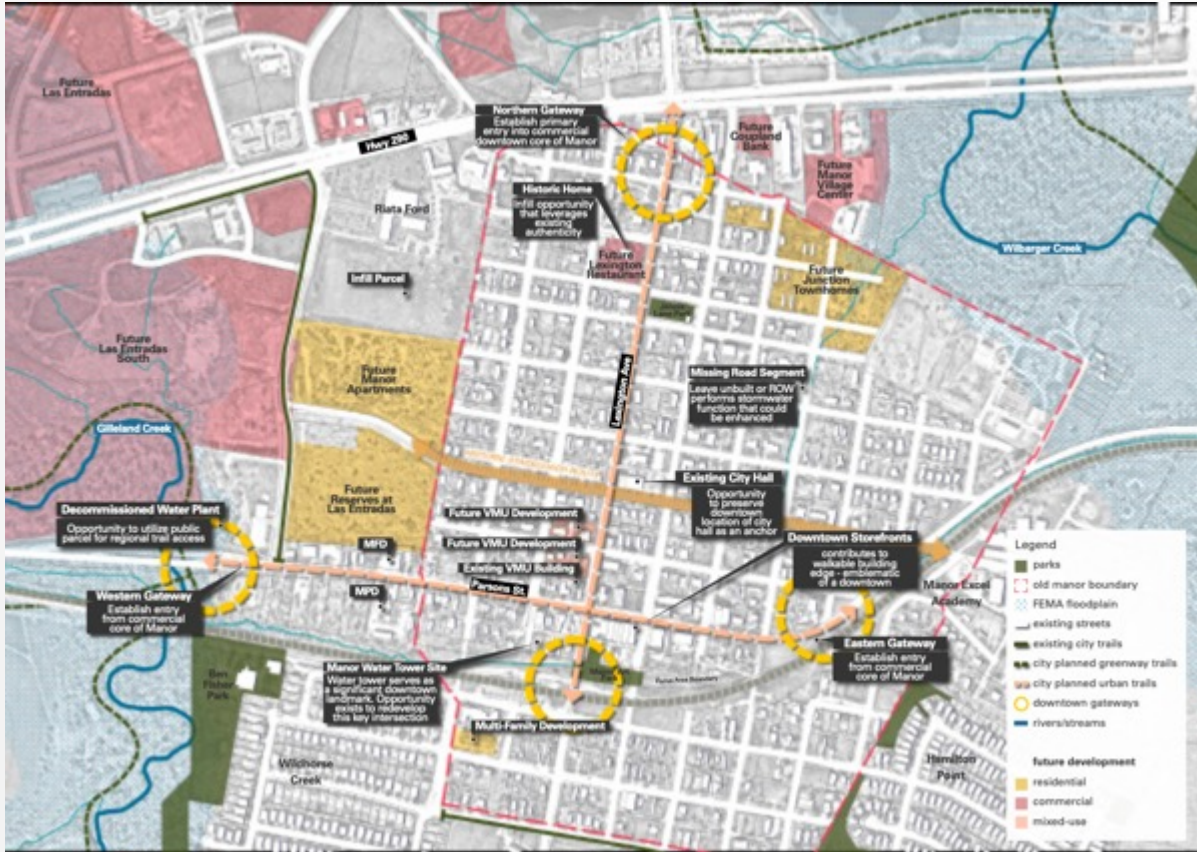 Future
Las Entradas
Hwy 290
Northern Gateway
Establish primary
entry into commercial
downtown core of Manor
Future
Coupland
Bank
Future
Manor
Village
Center
Riata Ford
Historic Home
Infill opportunity
that leverages
existing
authenticity
Wilbarger Creek
Future
Lexington
Restaurant
Future
Junction
Townhomes
Infill Parcel
Future
Las Entradas
South
Future
Manor
Apartments
Lexington Ave
Missing Road Segment
Leave unbuilt or ROW
performs stormwater
function that could
be enhanced
Gilleland Creek
Existing City Hall
Opportunity
to preserve
downtown
location of city
hall as an anchor
Future
Reserves at
Las Entradas
Decommissioned Water Plant
Opportunity to utilize public
parcel for regional trail access
Future VMU Development
Future VMU Development
Existing VMU Building
Downtown Storefronts
contributes to
walkable building
edge - emblematic
of a downtown
MFD
MPD
Parsons St.
Western Gateway
Establish entry
from commercial
core of Manor
Manor Excel
Academy
Eastern Gateway
Establish entry
from commercial
core of Manor
Manor Water Tower Site
Water tower serves as
a significant downtown
landmark. Opportunity
exists to redevelop
this key intersection
Ben
Fisher
Park
Multi-Family Development
Wildhorse
Creek
Hamilton
Point
Legend
parks
old manor boundary
FEMA floodplain
existing streets
existing city trails
city planned greenway trails
city planned urban trails
downtown gateways
rivers/streams
future development
residential
commercial
mixed-use